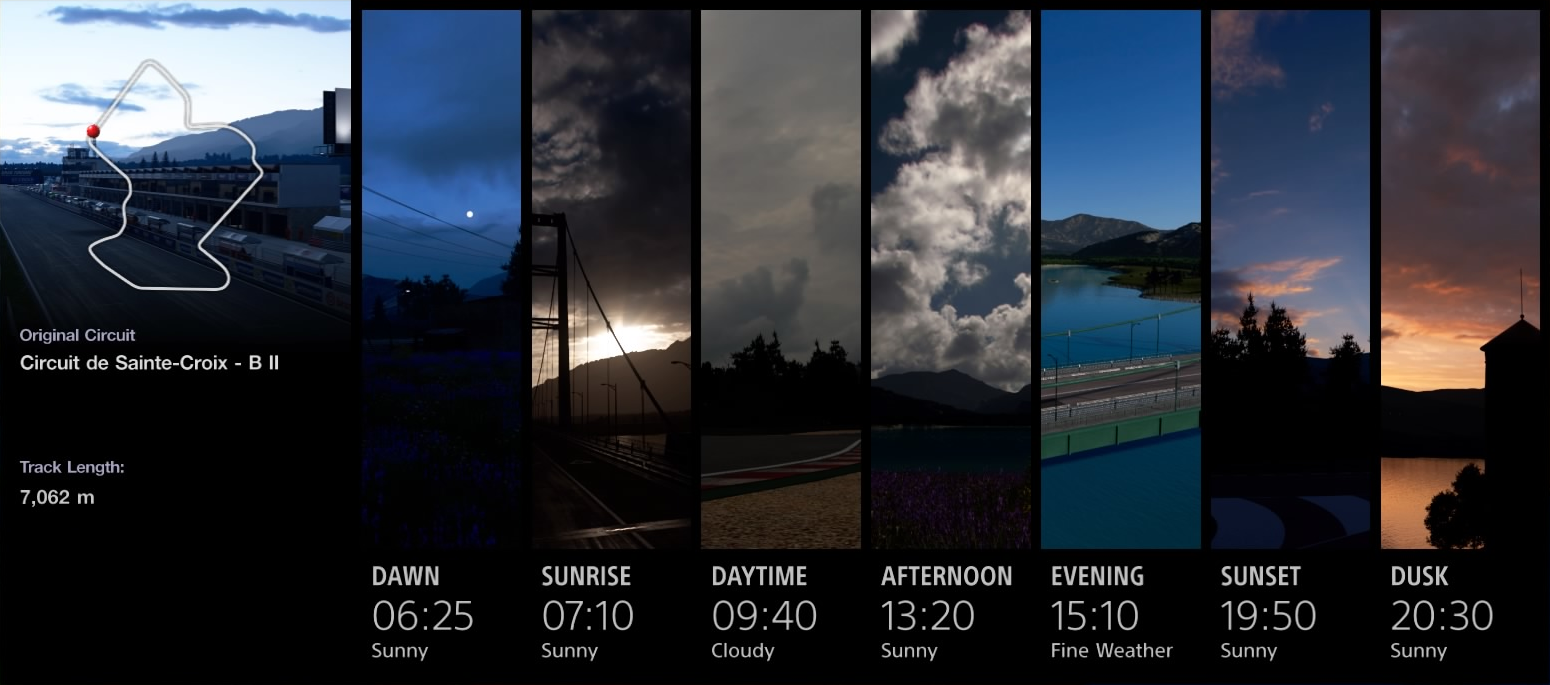 Original Circuit
Circuit de Sainte-Croix - B II
Track Length:
7,062 m
DAWN
06:25
Sunny
SUNRISE
07:10
Sunny
DAYTIME
09:40
Cloudy
AFTERNOON
13:20
Sunny
EVENING
15:10
Fine Weather
SUNSET
19:50
Sunny
DUSK
20:30
Sunny